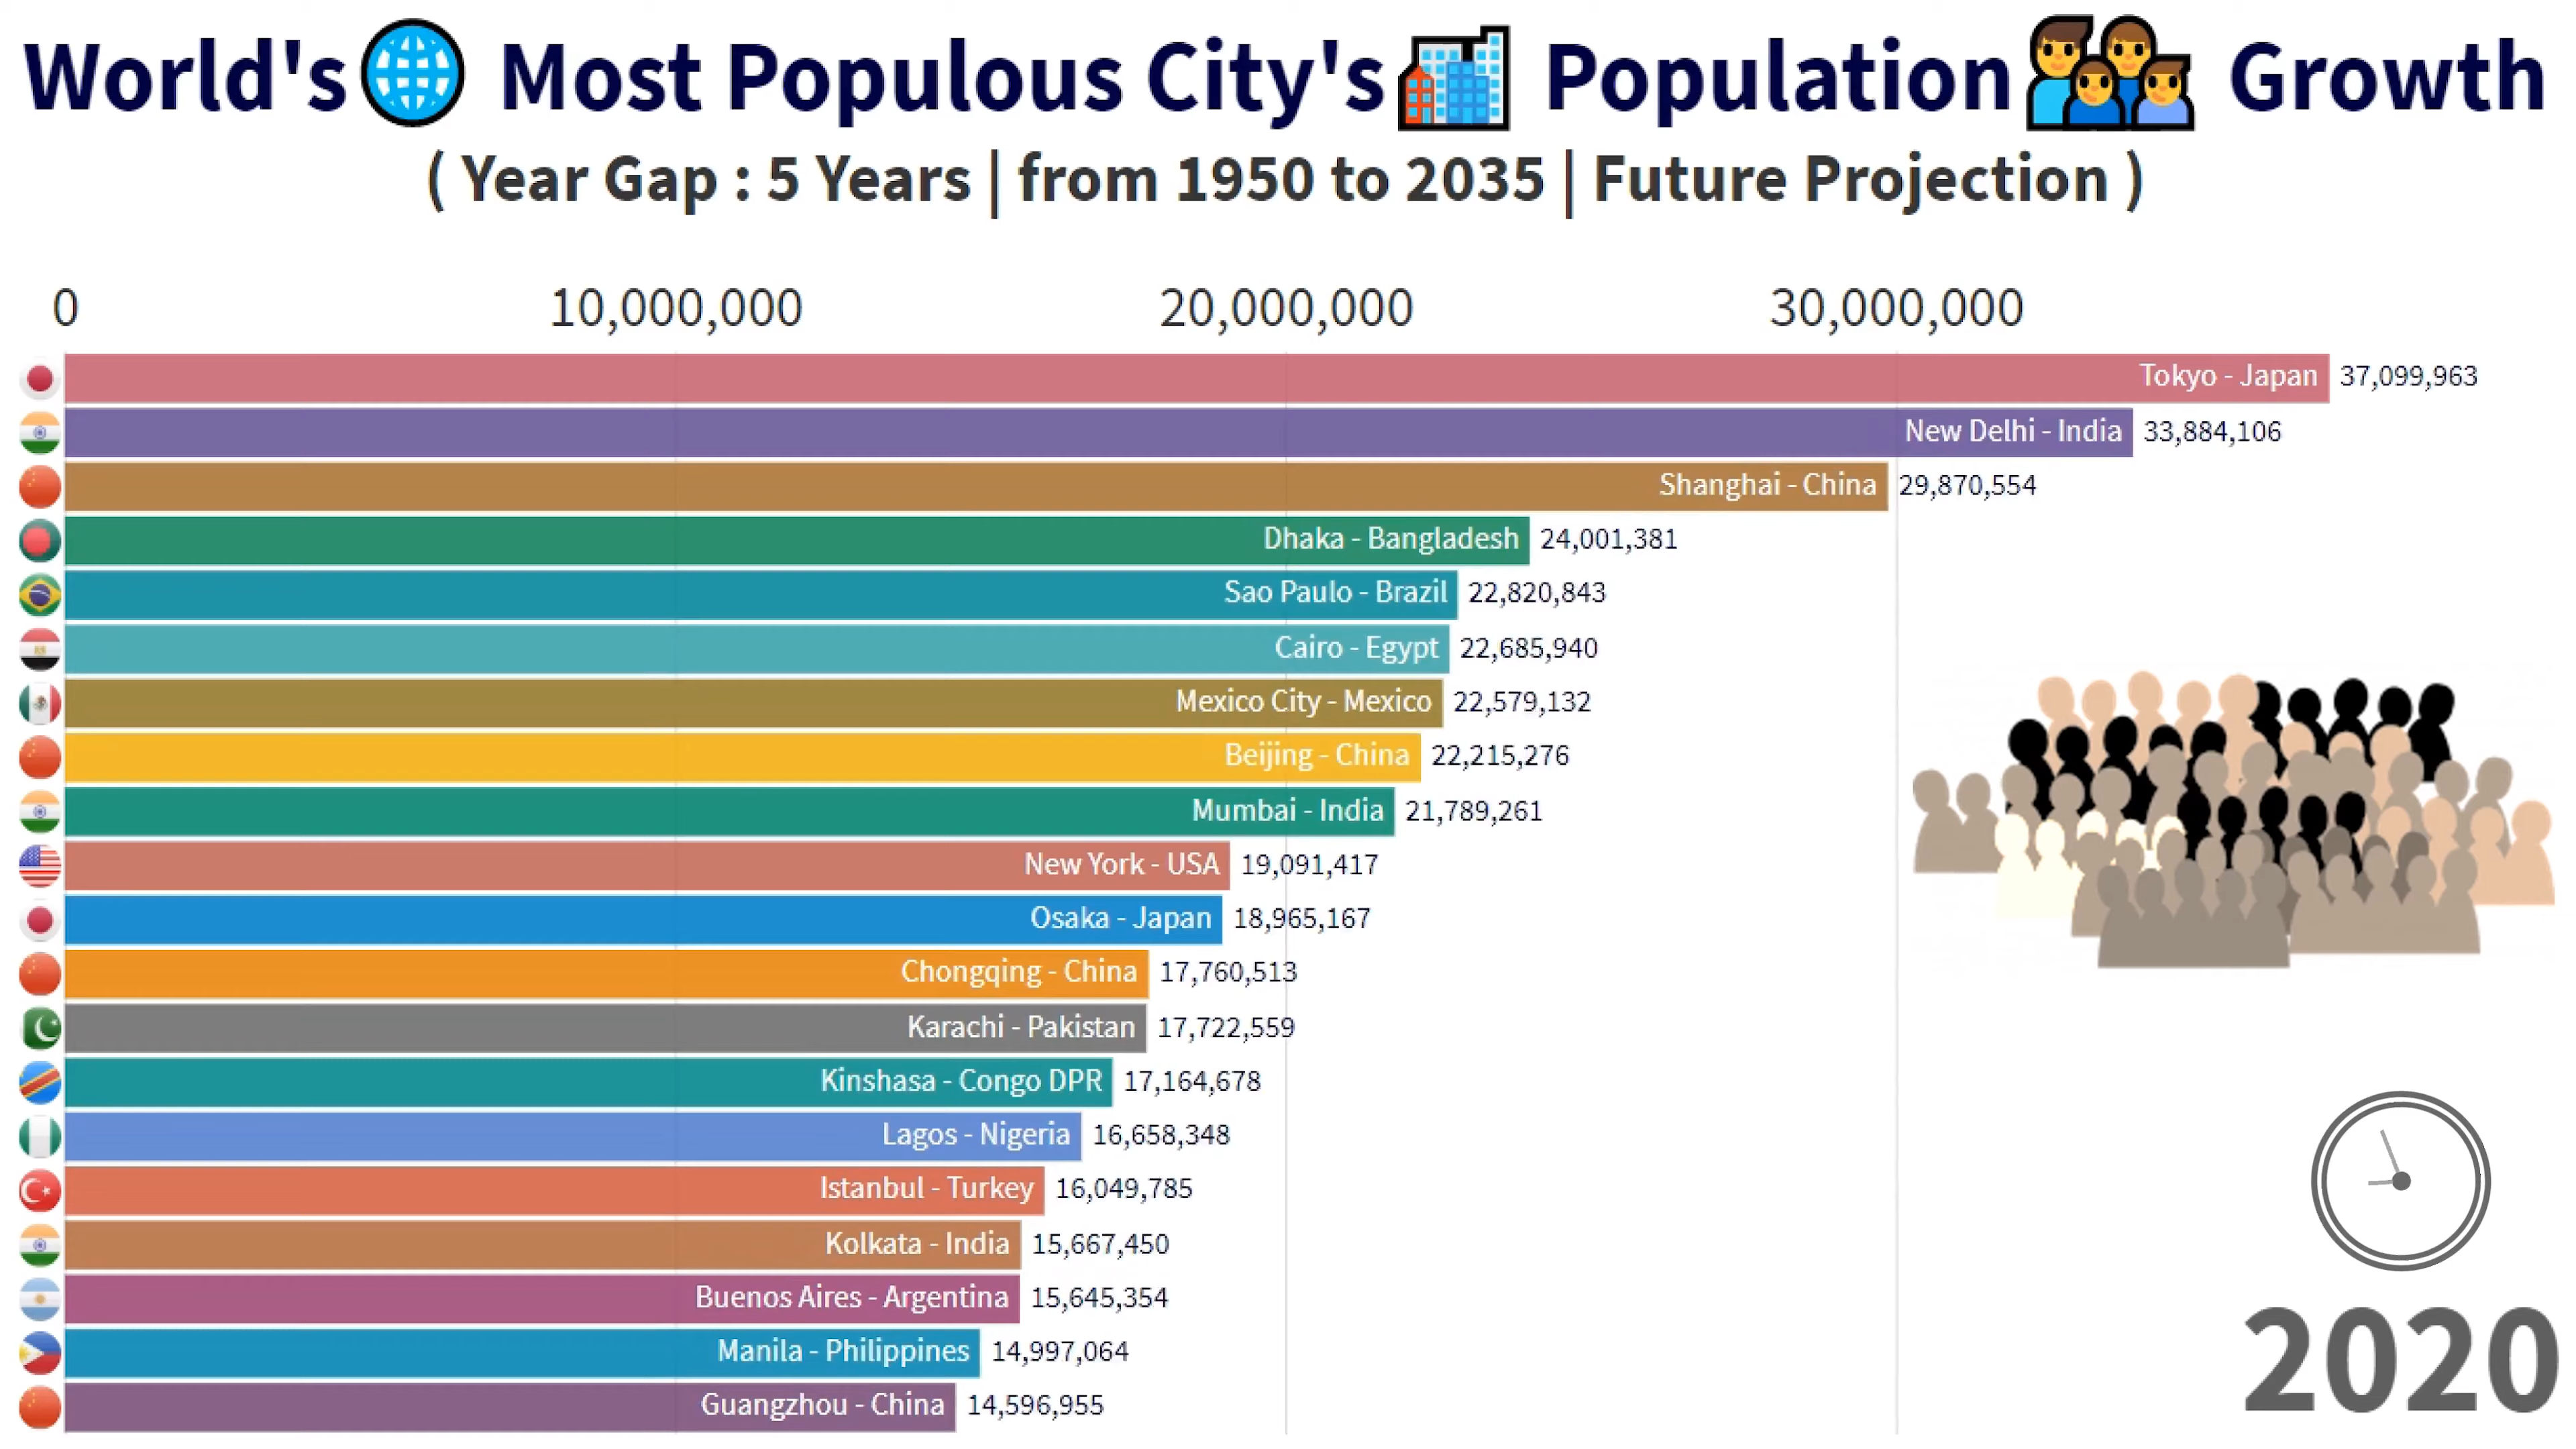 World's Most Populous City's Population Growth
( Year Gap : 5 Years | from 1950 to 2035 | Future Projection )
0 10,000,000 20,000,000 30,000,000
Tokyo - Japan 37,099,963
New Delhi - India 33,884,106
Shanghai - China 29,870,554
Dhaka - Bangladesh 24,001,381
Sao Paulo - Brazil 22,820,843
Cairo - Egypt 22,685,940
Mexico City - Mexico 22,579,132
Beijing - China 22,215,276
Mumbai - India 21,789,261
New York - USA 19,091,417
Osaka - Japan 18,965,167
Chongqing - China 17,760,513
Karachi - Pakistan 17,722,559
Kinshasa - Congo DPR 17,164,678
Lagos - Nigeria 16,658,348
Istanbul - Turkey 16,049,785
Kolkata - India 15,667,450
Buenos Aires - Argentina 15,645,354
Manila - Philippines 14,997,064
Guangzhou - China 14,596,955
2020